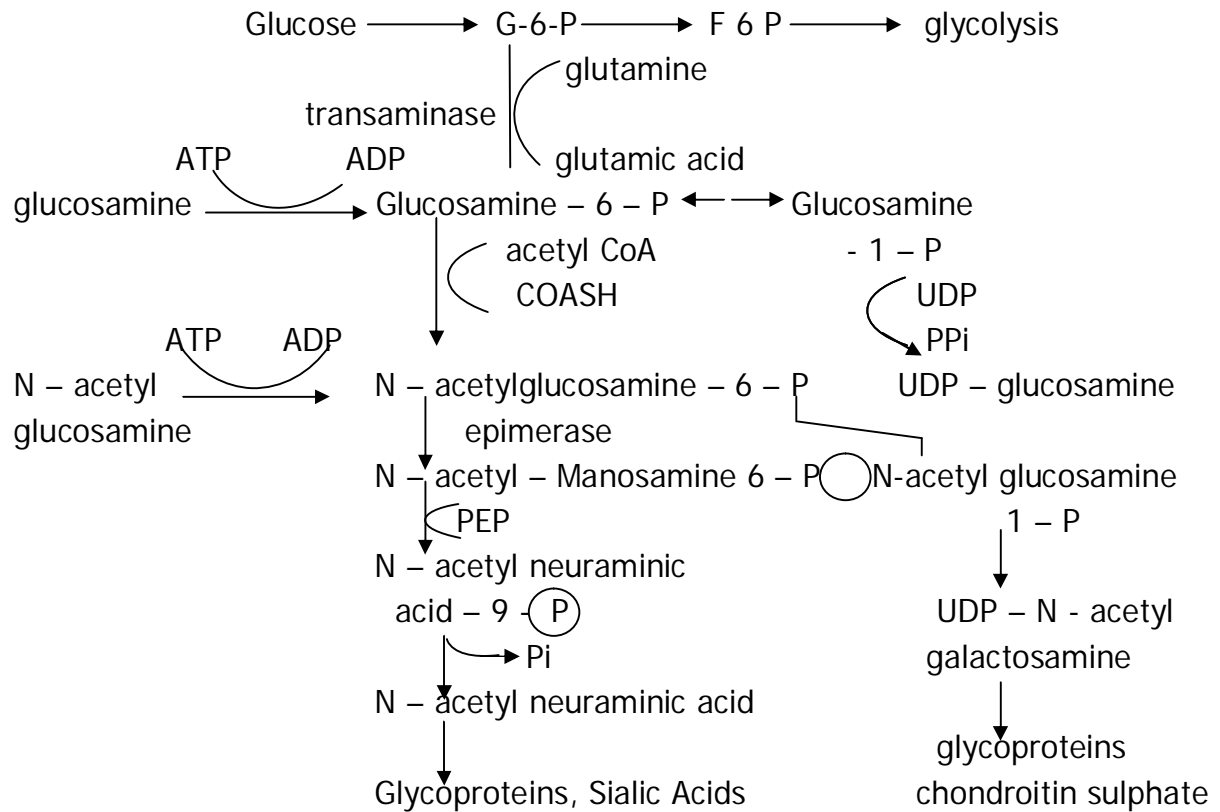 Glucose G-6-P F 6 P glycolysis
glutamine
transaminase
ATP ADP glutamic acid
glucosamine Glucosamine – 6 – P Glucosamine
acetyl CoA - 1 – P
COASH UDP
ATP ADP PPi
N – acetyl N – acetylglucosamine – 6 – P UDP – glucosamine
glucosamine epimerase
N – acetyl – Manosamine 6 – P N-acetyl glucosamine
PEP 1 – P
N – acetyl neuraminic
acid – 9 - P UDP – N - acetyl
Pi galactosamine
N – acetyl neuraminic acid
glycoproteins
Glycoproteins, Sialic Acids chondroitin sulphate